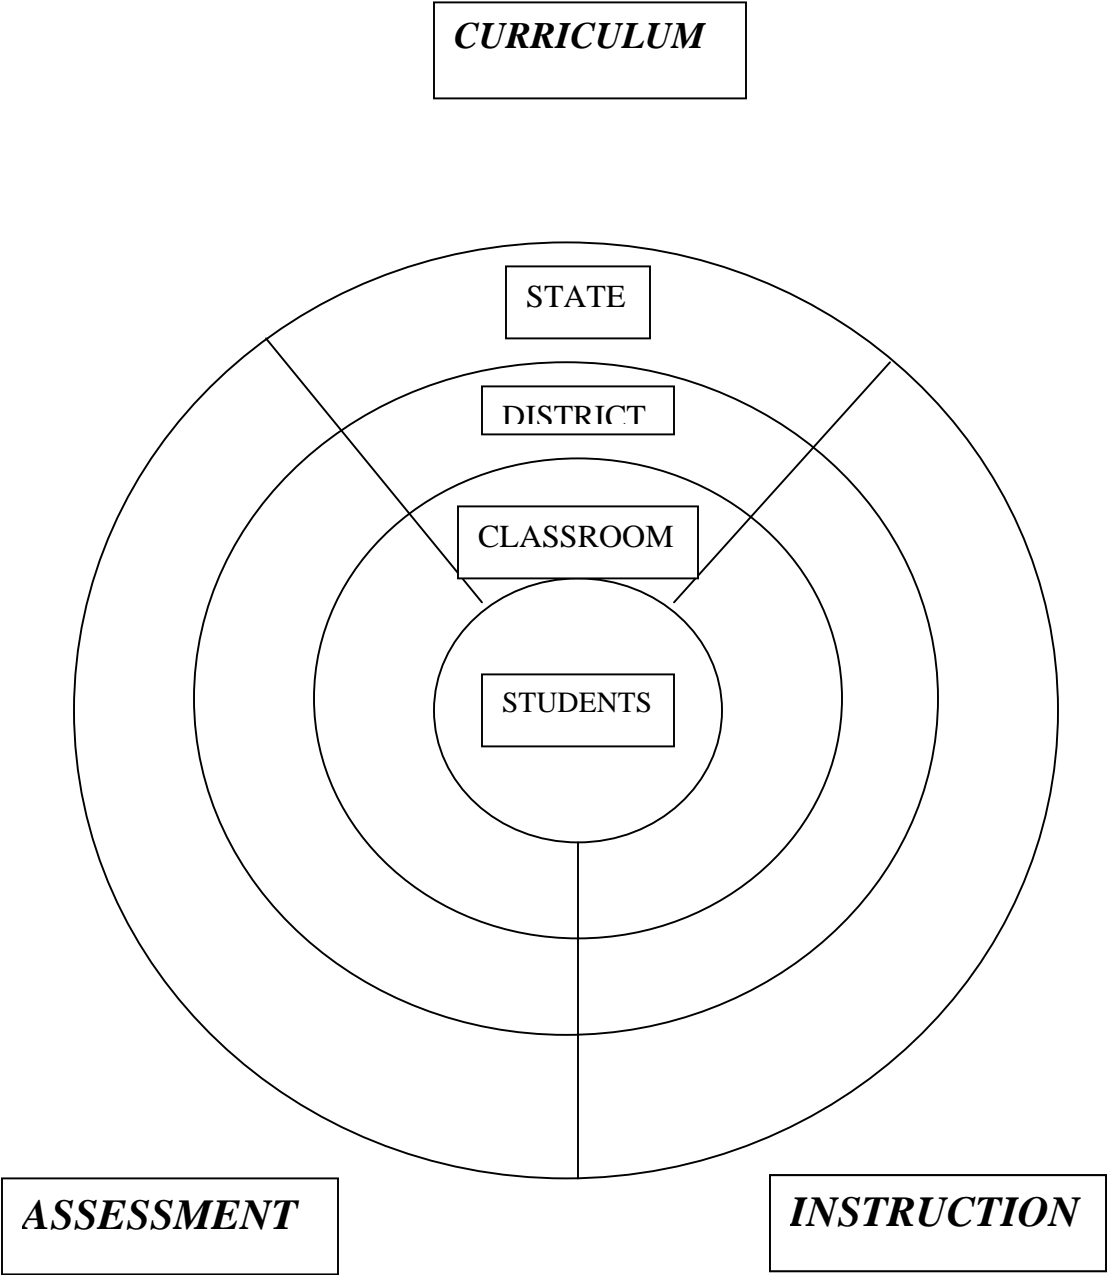 CURRICULUM
STATE
DISTRICT
CLASSROOM
STUDENTS
ASSESSMENT
INSTRUCTION